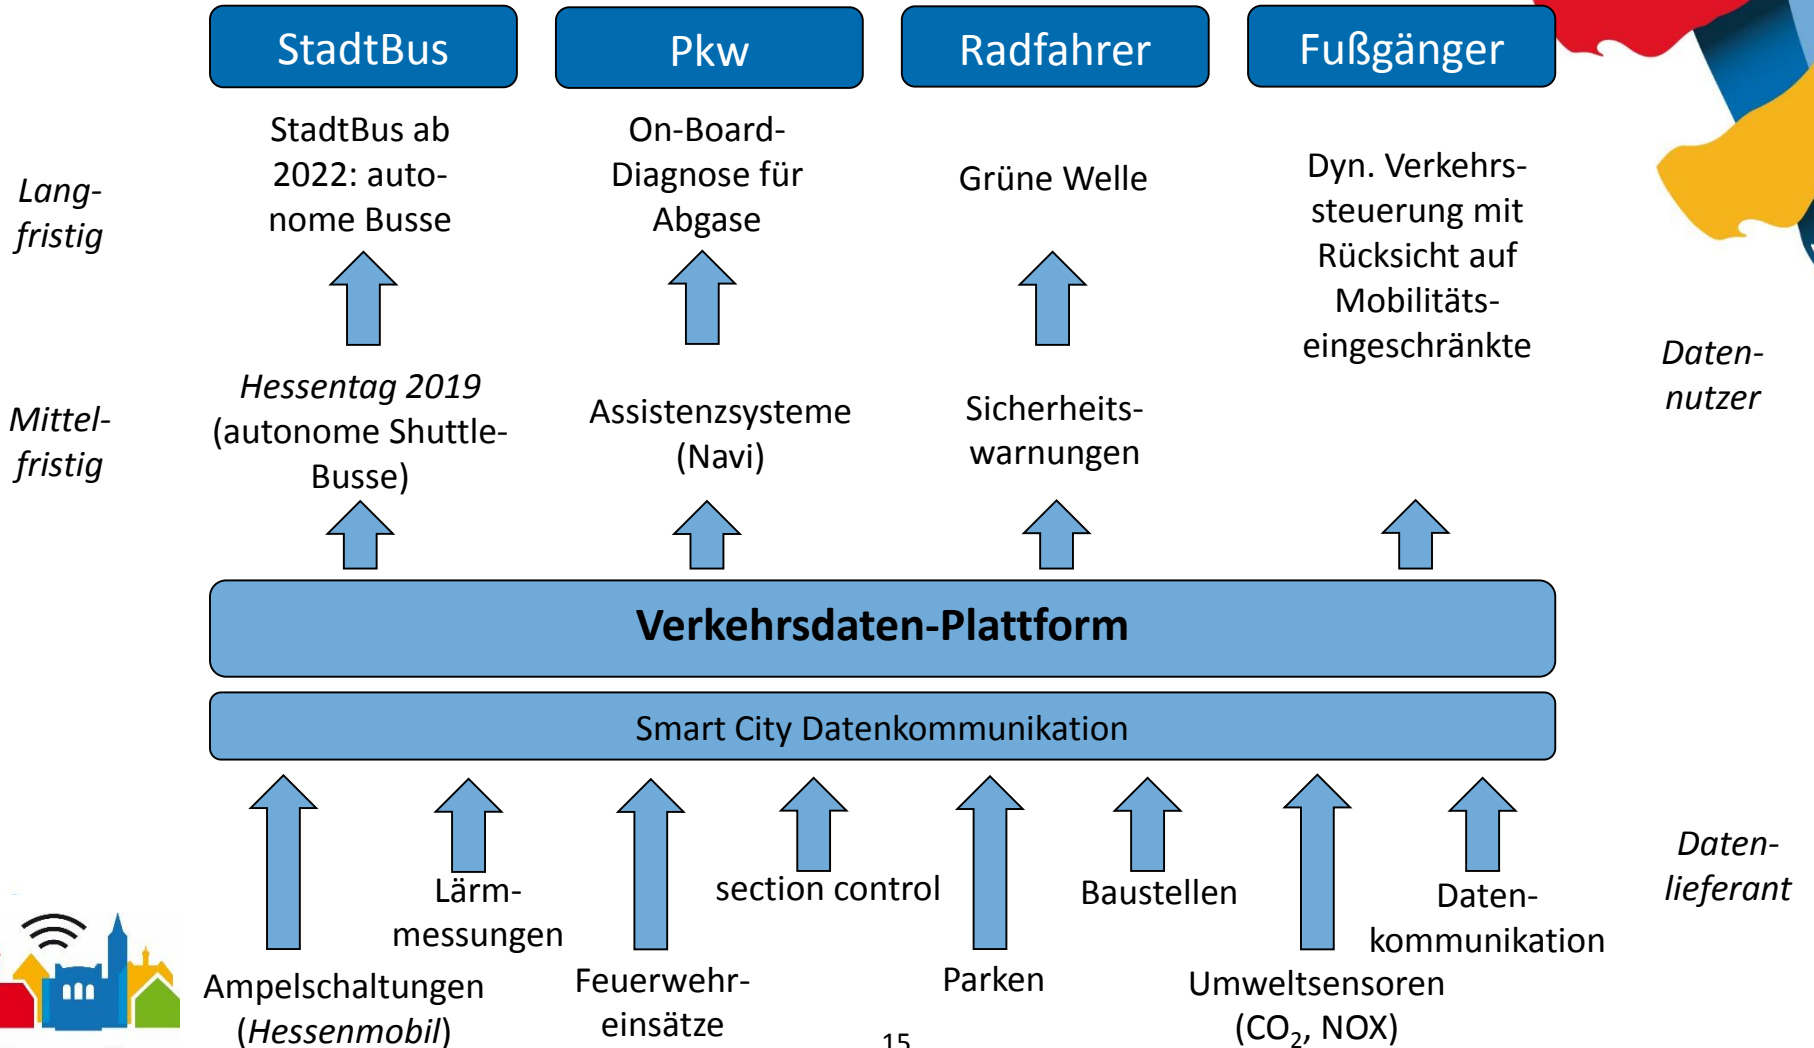 StadtBus
Pkw
Radfahrer
Fußgänger
Lang-
fristig
StadtBus ab
2022: auto-
nome Busse
On-Board-
Diagnose für
Abgase
Grüne Welle
Dyn. Verkehrs-
steuerung mit
Rücksicht auf
Mobilitäts-
eingeschränkte
Mittel-
fristig
Hessentag 2019
(autonome Shuttle-
Busse)
Assistenzsysteme
(Navi)
Sicherheits-
warnungen
Daten-
nutzer
Verkehrsdaten-Plattform
Smart City Datenkommunikation
Ampelschaltungen
(Hessenmobil)
Lärm-
messungen
Feuerwehr-
einsätze
section control
Parken
Baustellen
Umweltsensoren
(CO₂, NOX)
Daten-
kommunikation
Daten-
lieferant
15